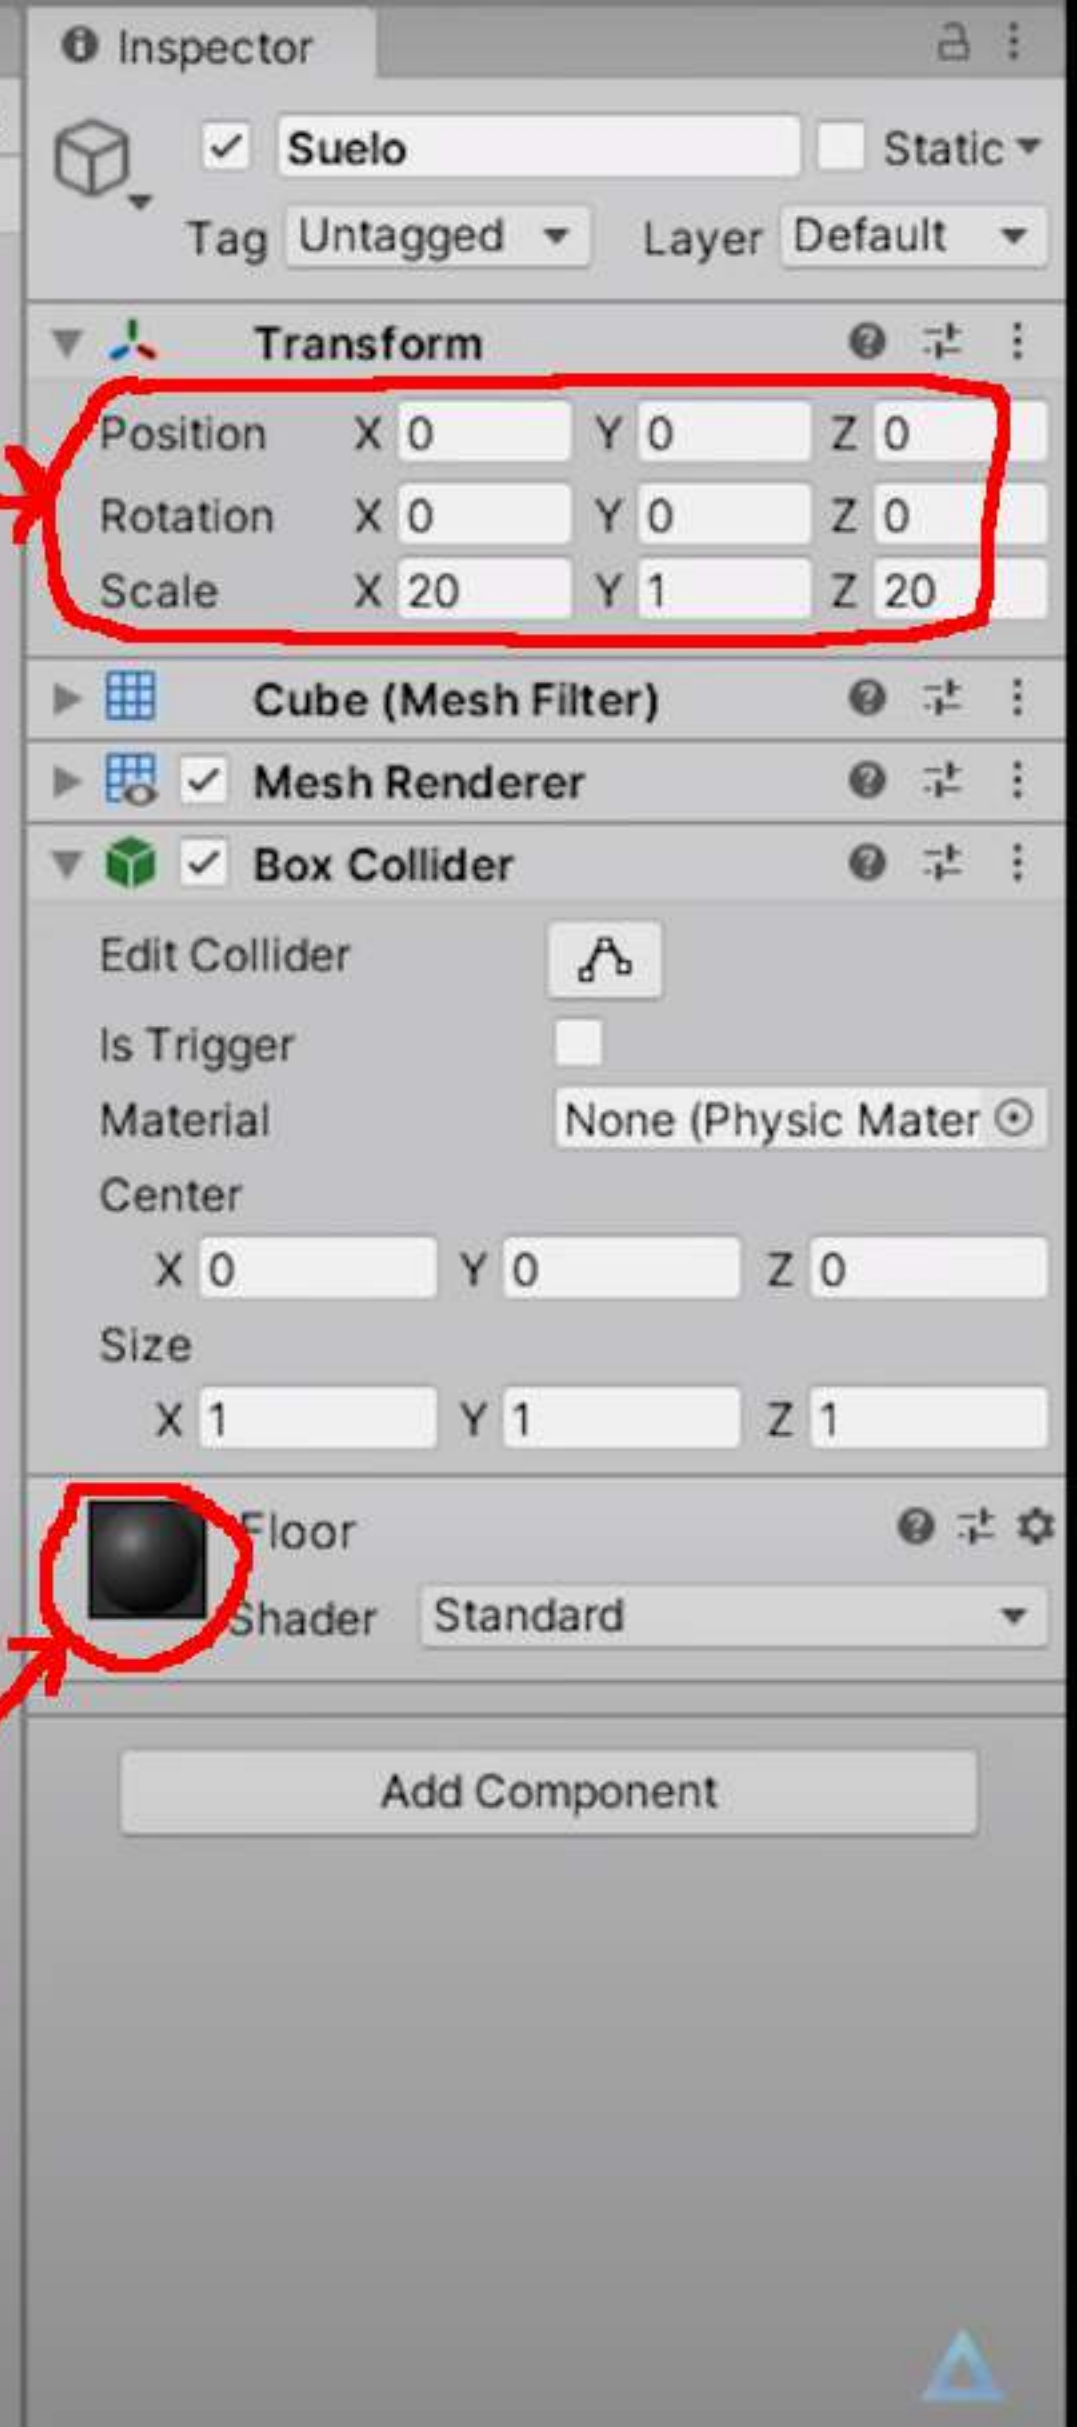 Inspector
Suelo Static
Tag Untagged Layer Default
Transform
Position X 0 Y 0 Z 0
Rotation X 0 Y 0 Z 0
Scale X 20 Y 1 Z 20
Cube (Mesh Filter)
Mesh Renderer
Box Collider
Edit Collider
Is Trigger
Material None (Physic Mater
Center
X 0 Y 0 Z 0
Size
X 1 Y 1 Z 1
Floor
Shader Standard
Add Component